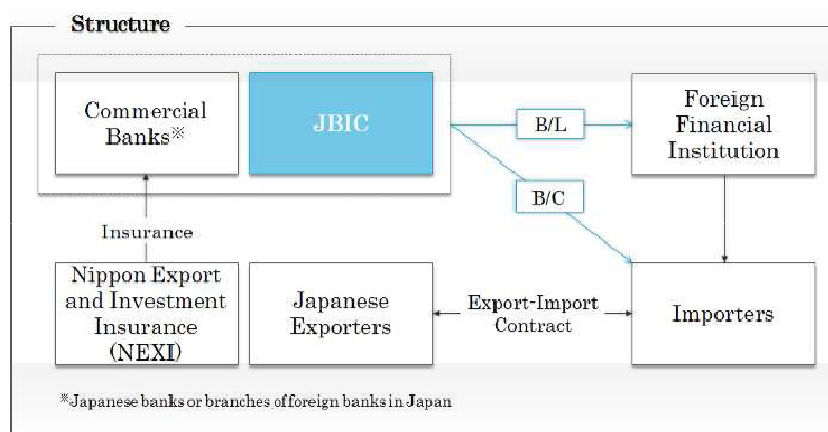 Structure
Commercial
Banks※
JBIC
B/L
Foreign
Financial
Institution
B/C
Insurance
Nippon Export
and Investment
Insurance
(NEXI)
Japanese
Exporters
Export-Import
Contract
Importers
※Japanese banks or branches of foreign banks in Japan